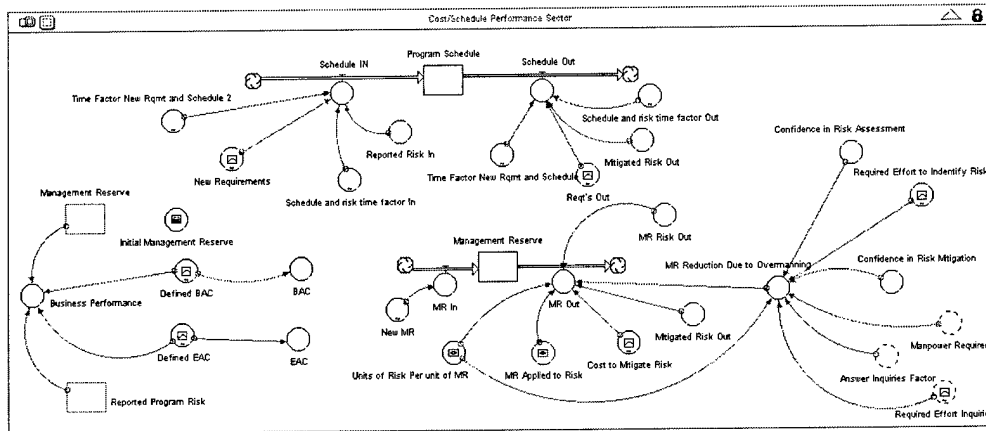 Cost/Schedule Performance Sector
Program Schedule
Schedule IN
Schedule Out
Time Factor New Rqmt and Schedule 2
Schedule and risk time factor Out
Confidence in Risk Assessment
Reported Risk In
Mitigated Risk Out
Required Effort to Indentify Risk
New Requirements
Time Factor New Rqmt and Schedule
Management Reserve
Schedule and risk time factor In
Reqt's Out
Initial Management Reserve
MR Risk Out
Management Reserve
MR Reduction Due to Overmanning
Confidence in Risk Mitigation
Business Performance
Defined BAC
BAC
MR In
MR Out
New MR
Mitigated Risk Out
Manpower Required
Defined EAC
EAC
Units of Risk Per unit of MR
MR Applied to Risk
Cost to Mitigate Risk
Answer Inquiries Factor
Reported Program Risk
Required Effort Inquirie